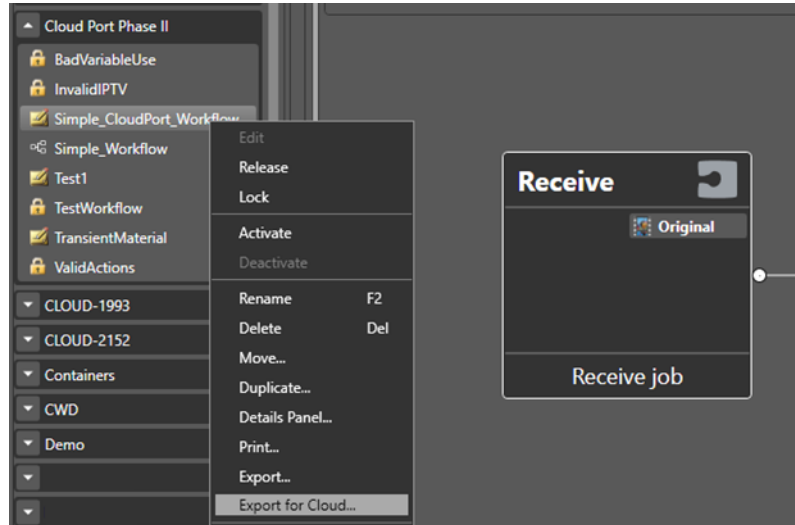 Cloud Port Phase II
BadVariableUse
InvalidIPTV
Simple_CloudPort_Workflow
Simple_Workflow
Test1
TestWorkflow
TransientMaterial
ValidActions
CLOUD-1993
CLOUD-2152
Containers
CWD
Demo
Edit
Release
Lock
Activate
Deactivate
Rename F2
Delete Del
Move...
Duplicate...
Details Panel...
Print...
Export...
Export for Cloud...
Receive
Original
Receive job